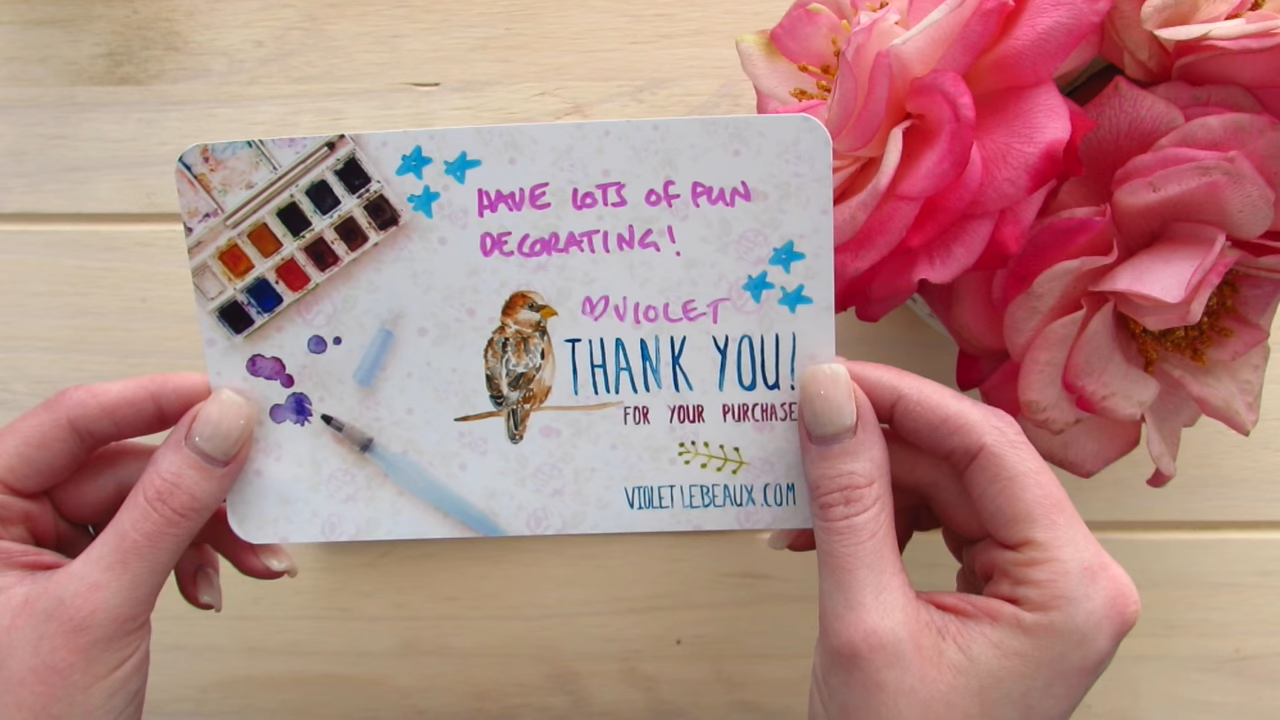 HAVE LOTS OF FUN
DECORATING!
♡VIOLET
THANK YOU!
FOR YOUR PURCHASE
VIOLETLEBEAUX.COM